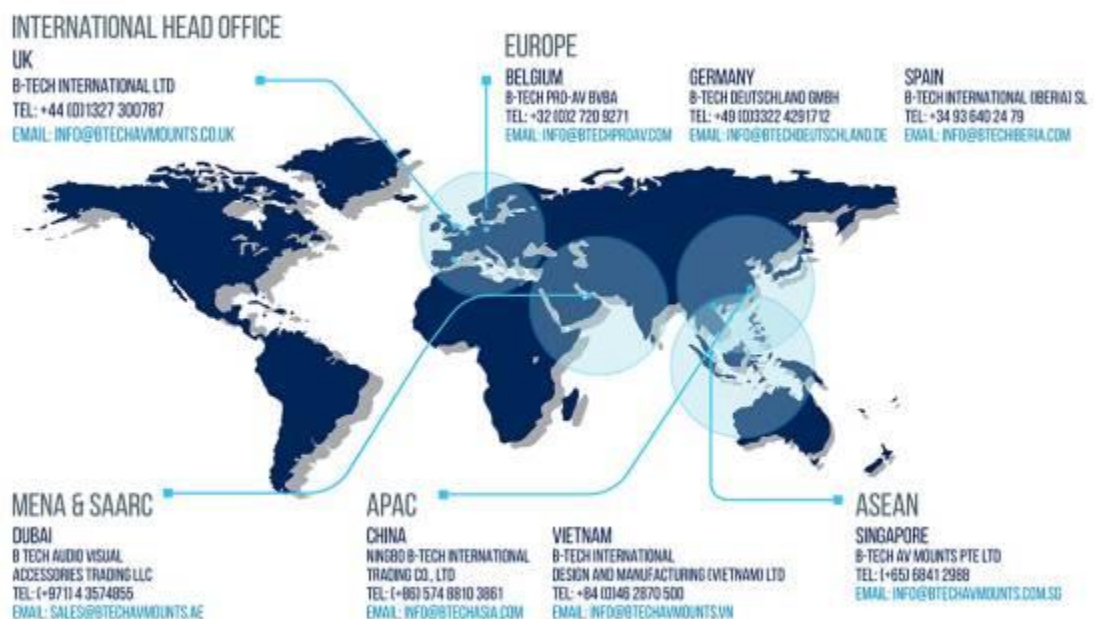 INTERNATIONAL HEAD OFFICE
UK
B-TECH INTERNATIONAL LTD
TEL: +44 (0)1327 300787
EMAIL: INFO@BTECHAVMOUNTS.CO.UK
EUROPE
BELGIUM
B-TECH PRO-AV BVBA
TEL: +32 (0)2 720 9271
EMAIL: INFO@BTECHPROAV.COM
GERMANY
B-TECH DEUTSCHLAND GMBH
TEL: +49 (0)3322 4291712
EMAIL: INFO@BTECHDEUTSCHLAND.DE
SPAIN
B-TECH INTERNATIONAL (IBERIA) SL
TEL: +34 93 640 24 79
EMAIL: INFO@BTECHIBERIA.COM
MENA & SAARC
DUBAI
B TECH AUDIO VISUAL
ACCESSORIES TRADING LLC
TEL: (+971) 4 3574855
EMAIL: SALES@BTECHAVMOUNTS.AE
APAC
CHINA
NINGBO B-TECH INTERNATIONAL
TRADING CO., LTD
TEL: (+86) 574 8810 3861
EMAIL: INFO@BTECHASIA.COM
VIETNAM
B-TECH INTERNATIONAL
DESIGN AND MANUFACTURING (VIETNAM) LTD
TEL: +84 (0)46 2870 500
EMAIL: INFO@BTECHAVMOUNTS.VN
ASEAN
SINGAPORE
B-TECH AV MOUNTS PTE LTD
TEL: (+65) 6841 2988
EMAIL: INFO@BTECHAVMOUNTS.COM.SG